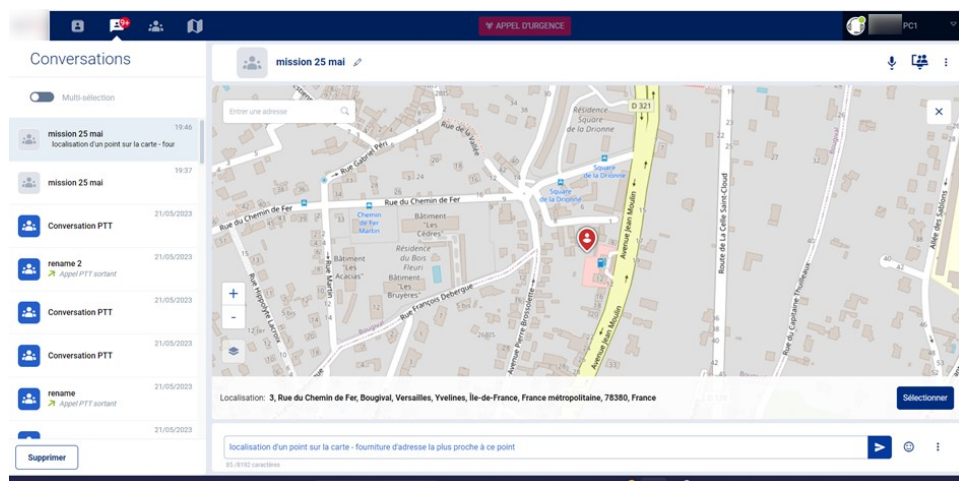 9+
APPEL D'URGENCE
PC1
Conversations
Multi-sélection
mission 25 mai
19:46
localisation d'un point sur la carte - four
19:37
mission 25 mai
21/05/2023
Conversation PTT
21/05/2023
rename 2
Appel PTT sortant
21/05/2023
Conversation PTT
21/05/2023
Conversation PTT
21/05/2023
rename
Appel PTT sortant
21/05/2023
Supprimer
mission 25 mai
Entrer une adresse
Résidence
Square
de la Drionne
D 321
Rue de la Vallée
Rue Gabriel Péri
Square
de la Drionne
Square
de la Drionne
Rue du Chemin de Fer
Rue du Chemin de Fer
Chemin
de Fer
Martin
Bâtiment
"Les
Cèdres"
Résidence
du Bois
Fleuri
Bâtiment
"Les
Acacias"
Bâtiment
"Les
Bruyères"
Rue Martin
Rue Hippolyte Lacroix
Rue François Debergue
Bougival
Avenue Pierre Brossolette
Avenue Jean Moulin
Avenue Jean Moulin
Route de La Celle Saint-Cloud
Rue du Capitaine Thuilleaux
Allée des Sablons
+
-
Localisation: 3, Rue du Chemin de Fer, Bougival, Versailles, Yvelines, Île-de-France, France métropolitaine, 78380, France
Sélectionner
localisation d'un point sur la carte - fourniture d'adresse la plus proche à ce point
85 /8192 caractères